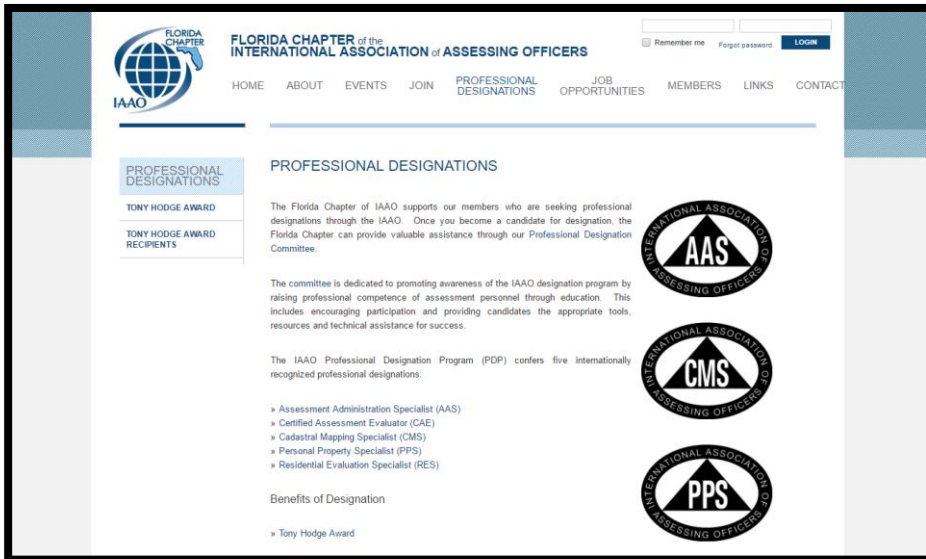 FLORIDA
CHAPTER
IAAO
FLORIDA CHAPTER of the
INTERNATIONAL ASSOCIATION of ASSESSING OFFICERS
Remember me
Forgot password
LOGIN
HOME
ABOUT
EVENTS
JOIN
PROFESSIONAL
DESIGNATIONS
JOB
OPPORTUNITIES
MEMBERS
LINKS
CONTACT
PROFESSIONAL
DESIGNATIONS
TONY HODGE AWARD
TONY HODGE AWARD
RECIPIENTS
PROFESSIONAL DESIGNATIONS
The Florida Chapter of IAAO supports our members who are seeking professional
designations through the IAAO. Once you become a candidate for designation, the
Florida Chapter can provide valuable assistance through our Professional Designation
Committee.
The committee is dedicated to promoting awareness of the IAAO designation program by
raising professional competence of assessment personnel through education. This
includes encouraging participation and providing candidates the appropriate tools,
resources and technical assistance for success.
The IAAO Professional Designation Program (PDP) confers five internationally
recognized professional designations:
» Assessment Administration Specialist (AAS)
» Certified Assessment Evaluator (CAE)
» Cadastral Mapping Specialist (CMS)
» Personal Property Specialist (PPS)
» Residential Evaluation Specialist (RES)
Benefits of Designation
» Tony Hodge Award
INTERNATIONAL ASSOCIATION OF
ASSESSING OFFICERS
AAS
INTERNATIONAL ASSOCIATION OF
ASSESSING OFFICERS
CMS
INTERNATIONAL ASSOCIATION OF
ASSESSING OFFICERS
PPS